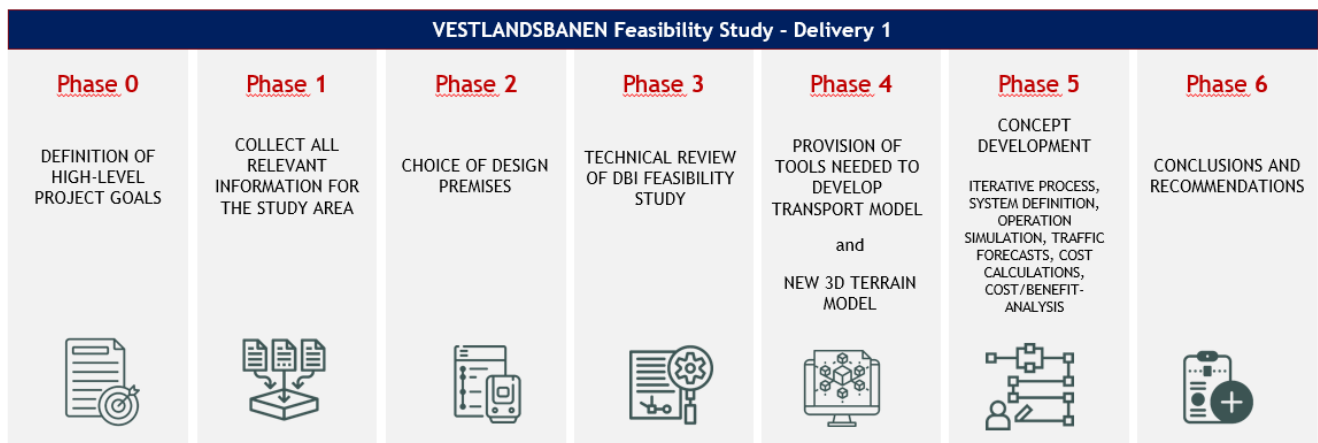 VESTLANDSBANEN Feasibility Study - Delivery 1
Phase 0
DEFINITION OF
HIGH-LEVEL
PROJECT GOALS
Phase 1
COLLECT ALL
RELEVANT
INFORMATION FOR
THE STUDY AREA
Phase 2
CHOICE OF DESIGN
PREMISES
Phase 3
TECHNICAL REVIEW
OF DBI FEASIBILITY
STUDY
Phase 4
PROVISION OF
TOOLS NEEDED TO
DEVELOP
TRANSPORT MODEL
and
NEW 3D TERRAIN
MODEL
Phase 5
CONCEPT
DEVELOPMENT
ITERATIVE PROCESS,
SYSTEM DEFINITION,
OPERATION
SIMULATION, TRAFFIC
FORECASTS, COST
CALCULATIONS,
COST/BENEFIT-
ANALYSIS
Phase 6
CONCLUSIONS AND
RECOMMENDATIONS